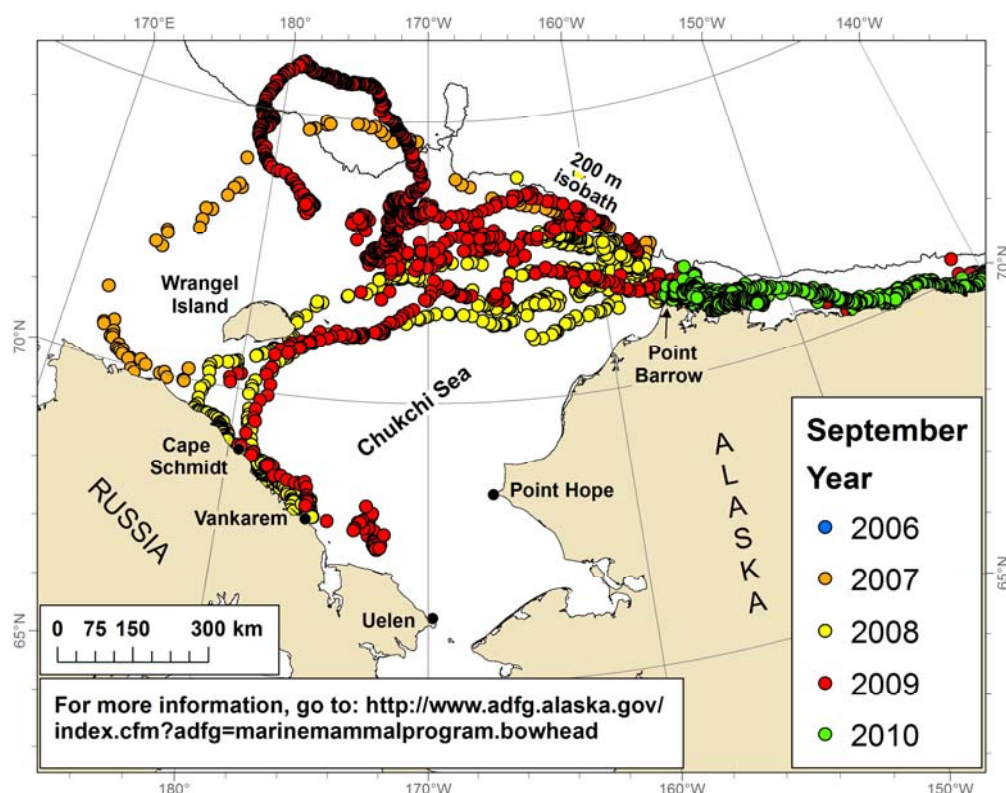 170°E
180°
170°W
160°W
150°W
140°W
200 m
isobath
Wrangel
Island
70°N
70°N
Point
Barrow
Chukchi Sea
Cape
Schmidt
RUSSIA
Vankarem
Point Hope
ALASKA
Uelen
65°N
65°N
September
Year
2006
2007
2008
2009
2010
0 75 150 300 km
For more information, go to: http://www.adfg.alaska.gov/
index.cfm?adfg=marinemammalprogram.bowhead
180°
170°W
160°W
150°W